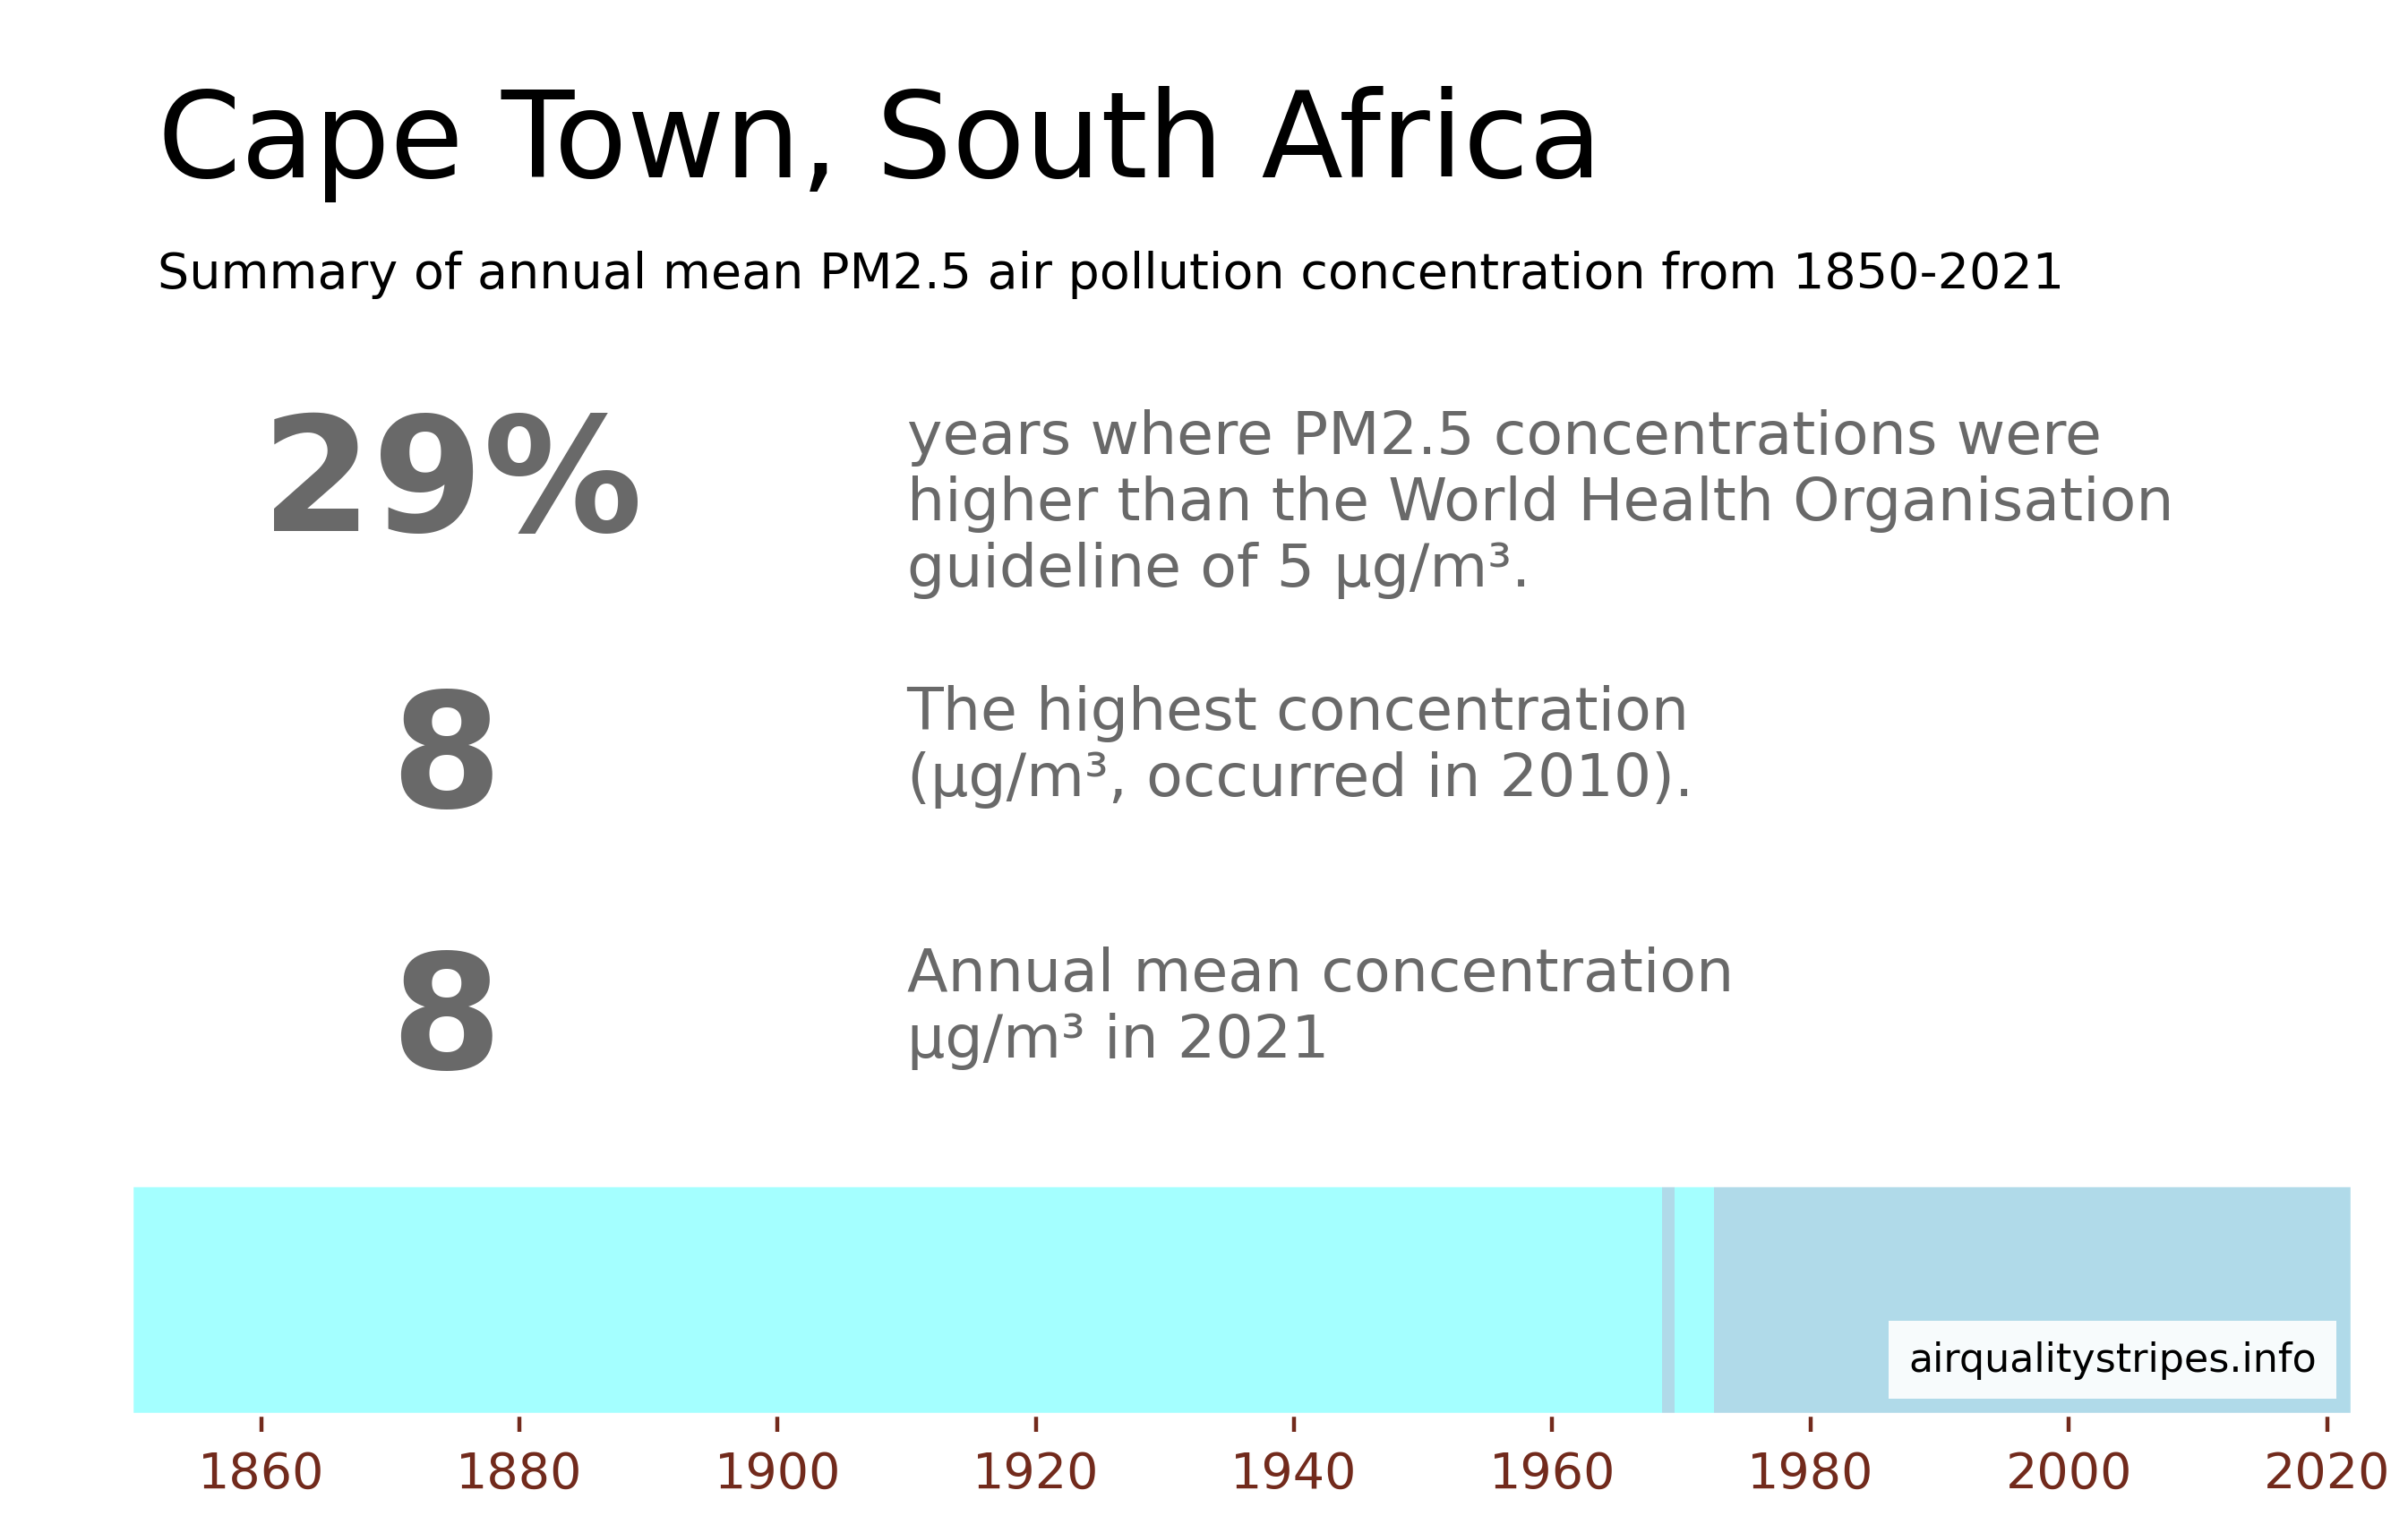 Cape Town, South Africa
Summary of annual mean PM2.5 air pollution concentration from 1850-2021
29%
years where PM2.5 concentrations were
higher than the World Health Organisation
guideline of 5 µg/m³.
8
The highest concentration
(µg/m³, occurred in 2010).
8
Annual mean concentration
µg/m³ in 2021
airqualitystripes.info
1860 1880 1900 1920 1940 1960 1980 2000 2020